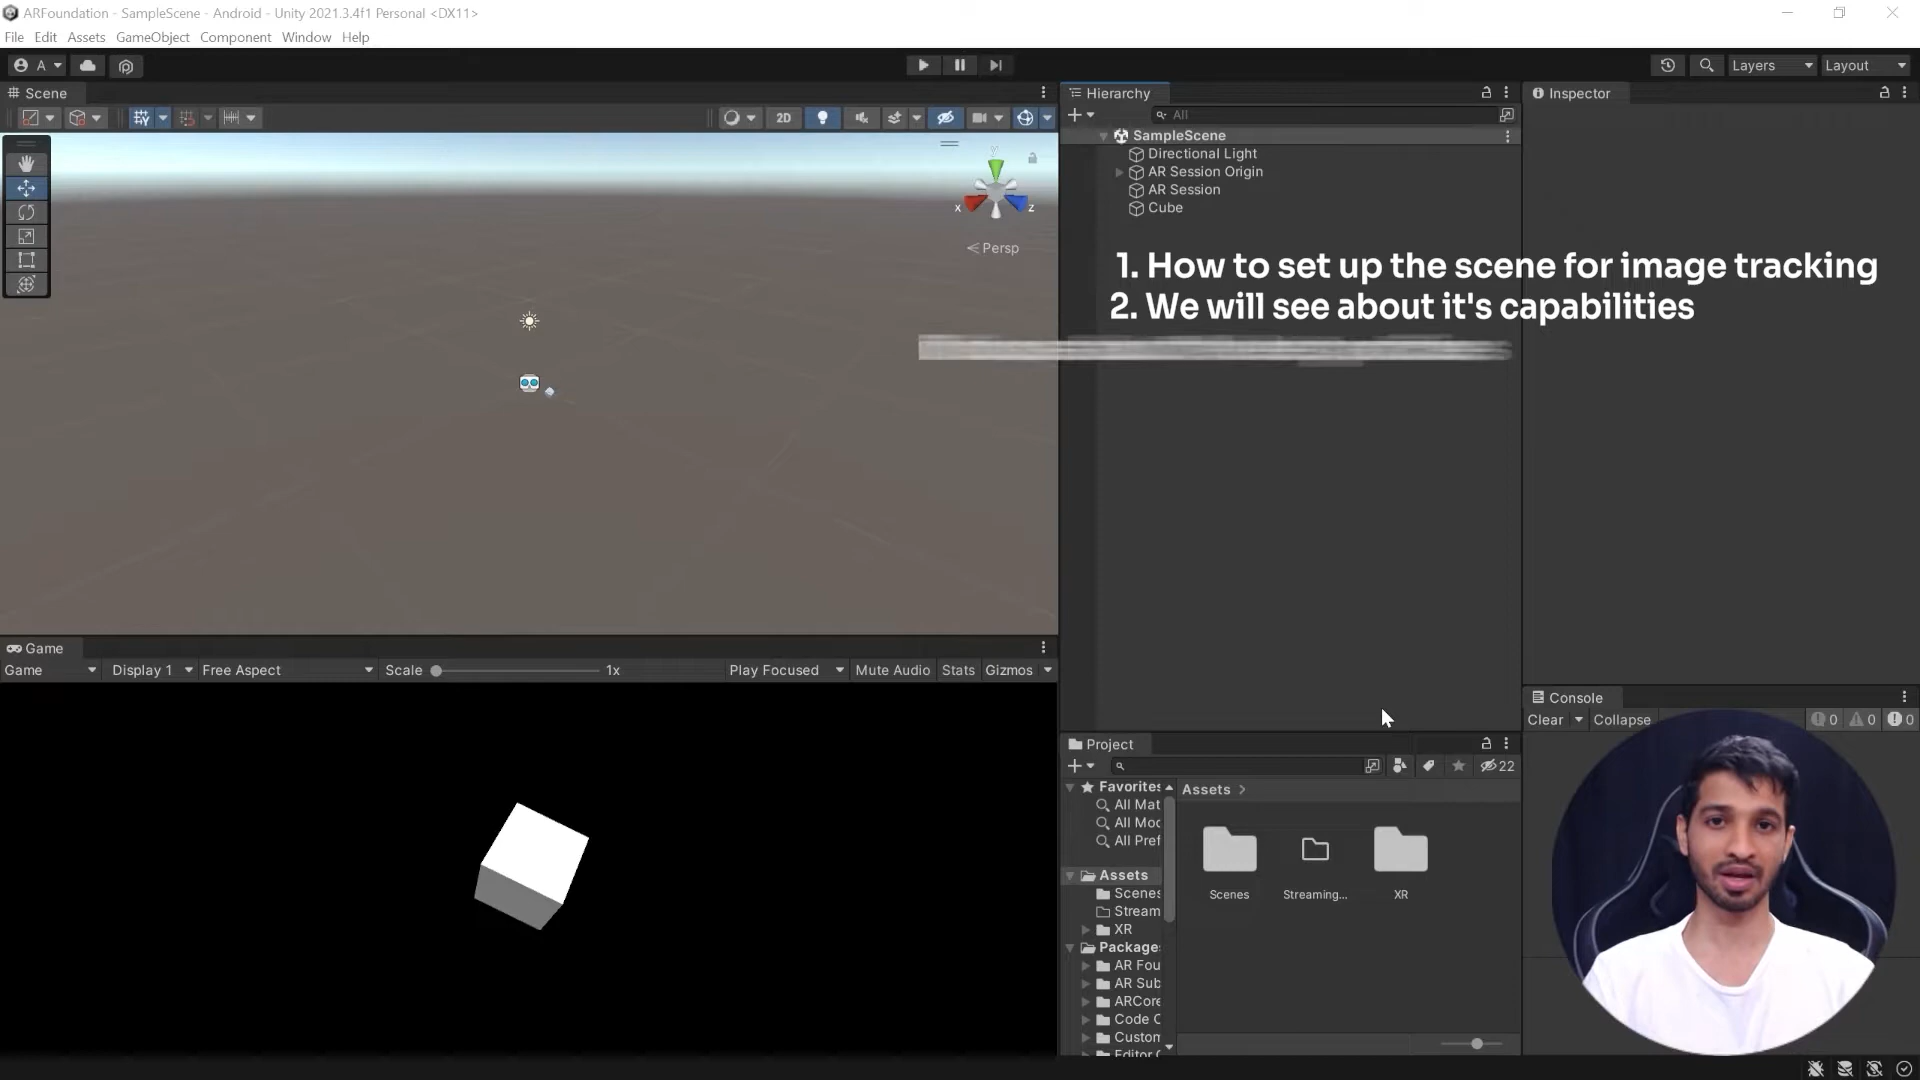 ARFoundation - SampleScene - Android - Unity 2021.3.4f1 Personal <DX11>
File Edit Assets GameObject Component Window Help
A
Layers
Layout
Scene
2D
y
x
z
Persp
Hierarchy
All
SampleScene
Directional Light
AR Session Origin
AR Session
Cube
Inspector
1. How to set up the scene for image tracking
2. We will see about it's capabilities
Game
Game Display 1 Free Aspect Scale 1x Play Focused Mute Audio Stats Gizmos
Project
22
Favorites
All Mat
All Moc
All Pref
Assets
Scenes
Stream
XR
Package
AR Fou
AR Sub
ARCore
Code C
Custom
Editor C
Assets
Scenes
Streaming...
XR
Console
Clear Collapse 0 0 0